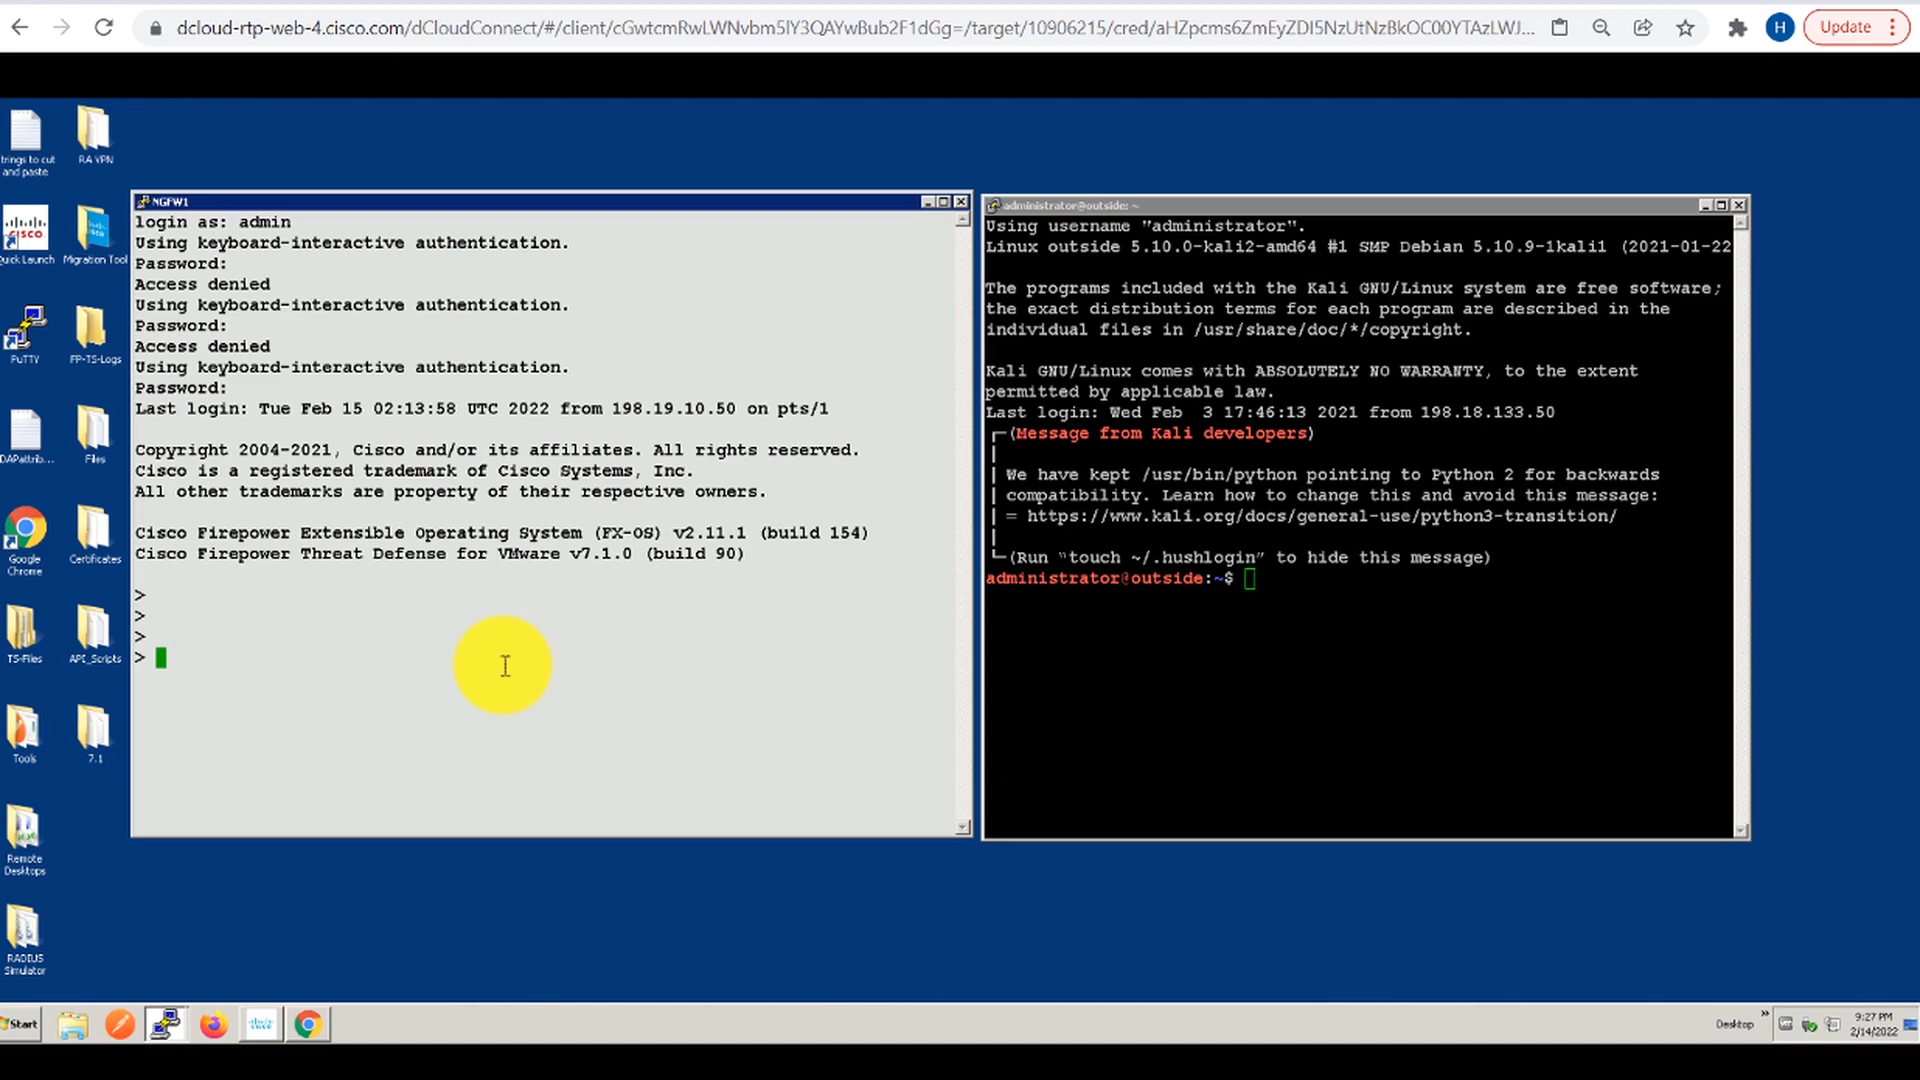 dcloud-rtp-web-4.cisco.com/dCloudConnect/#/client/cGwtcmRwLWNvbm5lY3QAYwBub2F1dGg=/target/10906215/cred/aHZpcms6ZmEyZDI5NzUtNzBkOC00YTAzLWJ...
H
Update
trings to cut
and paste
RA VPN
CISCO
Quick Launch
Migration Tool
PuTTY
FP-TS-Logs
DAPattrib...
Files
Google
Chrome
Certificates
TS-Files
API_Scripts
Tools
7.1
Remote
Desktops
RADIUS
Simulator
NGFW1
login as: admin
Using keyboard-interactive authentication.
Password:
Access denied
Using keyboard-interactive authentication.
Password:
Access denied
Using keyboard-interactive authentication.
Password:
Last login: Tue Feb 15 02:13:58 UTC 2022 from 198.19.10.50 on pts/1
Copyright 2004-2021, Cisco and/or its affiliates. All rights reserved.
Cisco is a registered trademark of Cisco Systems, Inc.
All other trademarks are property of their respective owners.
Cisco Firepower Extensible Operating System (FX-OS) v2.11.1 (build 154)
Cisco Firepower Threat Defense for VMware v7.1.0 (build 90)
>
>
>
>
administrator@outside: ~
Using username "administrator".
Linux outside 5.10.0-kali2-amd64 #1 SMP Debian 5.10.9-1kali1 (2021-01-22
The programs included with the Kali GNU/Linux system are free software;
the exact distribution terms for each program are described in the
individual files in /usr/share/doc/*/copyright.
Kali GNU/Linux comes with ABSOLUTELY NO WARRANTY, to the extent
permitted by applicable law.
Last login: Wed Feb  3 17:46:13 2021 from 198.18.133.50
┌─(Message from Kali developers)
│
│ We have kept /usr/bin/python pointing to Python 2 for backwards
│ compatibility. Learn how to change this and avoid this message:
│ = https://www.kali.org/docs/general-use/python3-transition/
│
└─(Run “touch ~/.hushlogin” to hide this message)
administrator@outside:~$
Start
Desktop
»
9:27 PM
2/14/2022